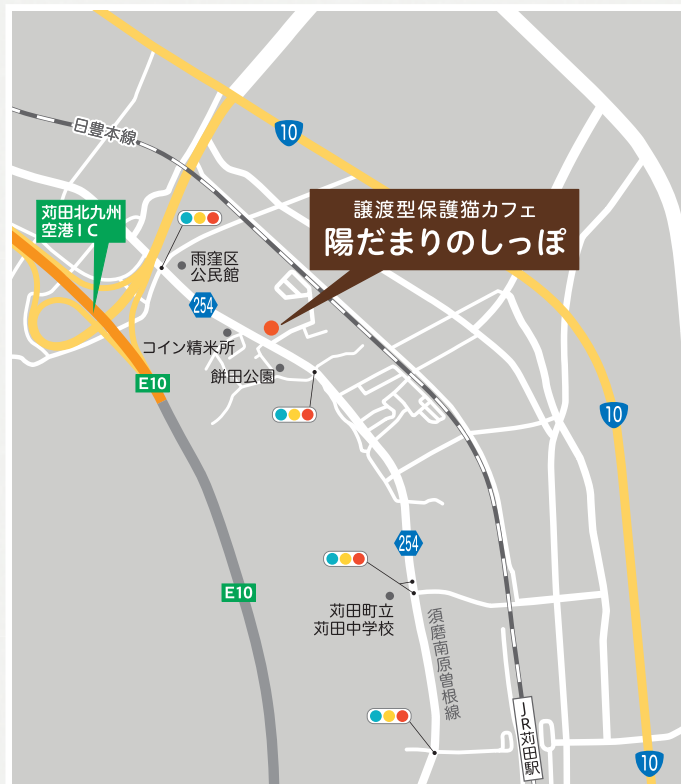 10
日豊本線
苅田北九州
空港IC
譲渡型保護猫カフェ
陽だまりのしっぽ
雨窪区
公民館
254
コイン精米所
餅田公園
E10
10
254
E10
苅田町立
苅田中学校
須磨南原曽根線
JR苅田駅
10